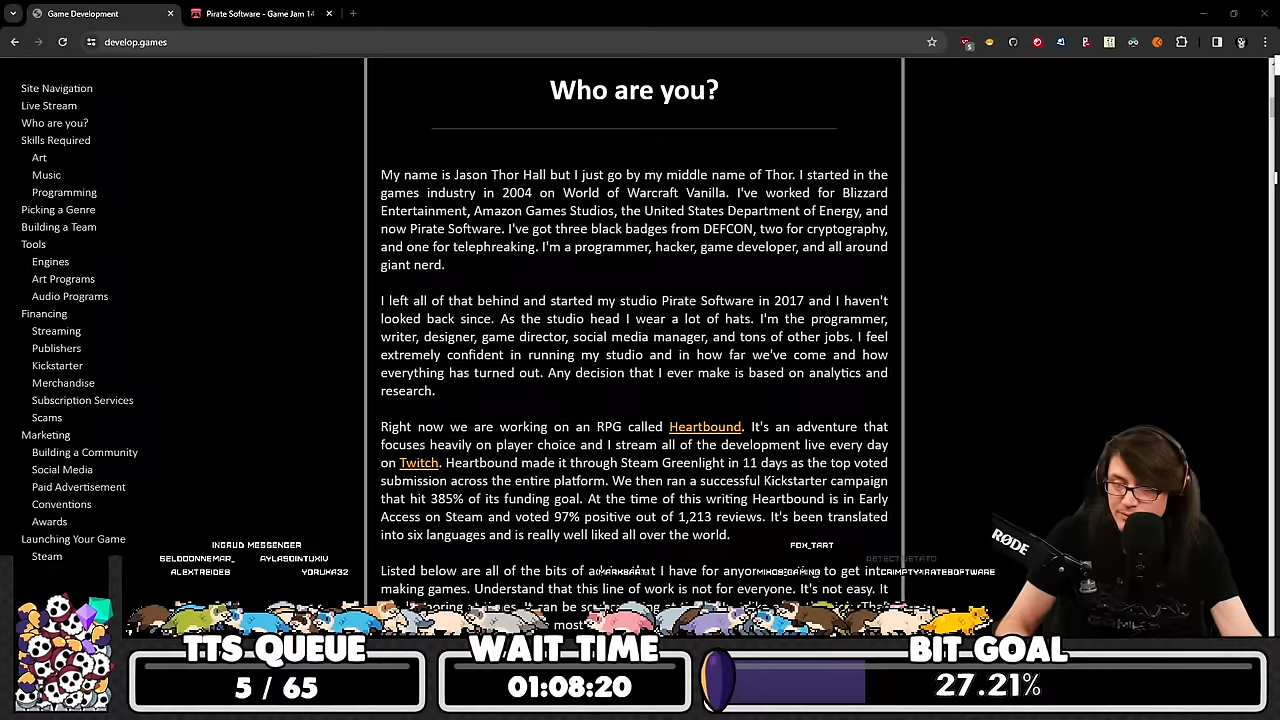 Game Development
Pirate Software - Game Jam 14
develop.games
Site Navigation
Live Stream
Who are you?
Skills Required
Art
Music
Programming
Picking a Genre
Building a Team
Tools
Engines
Art Programs
Audio Programs
Financing
Streaming
Publishers
Kickstarter
Merchandise
Subscription Services
Scams
Marketing
Building a Community
Social Media
Paid Advertisement
Conventions
Awards
Launching Your Game
Steam
Who are you?
My name is Jason Thor Hall but I just go by my middle name of Thor. I started in the
games industry in 2004 on World of Warcraft Vanilla. I've worked for Blizzard
Entertainment, Amazon Games Studios, the United States Department of Energy, and
now Pirate Software. I've got three black badges from DEFCON, two for cryptography,
and one for telephreaking. I'm a programmer, hacker, game developer, and all around
giant nerd.
I left all of that behind and started my studio Pirate Software in 2017 and I haven't
looked back since. As the studio head I wear a lot of hats. I'm the programmer,
writer, designer, game director, social media manager, and tons of other jobs. I feel
extremely confident in running my studio and in how far we've come and how
everything has turned out. Any decision that I ever make is based on analytics and
research.
Right now we are working on an RPG called Heartbound. It's an adventure that
focuses heavily on player choice and I stream all of the development live every day
on Twitch. Heartbound made it through Steam Greenlight in 11 days as the top voted
submission across the entire platform. We then ran a successful Kickstarter campaign
that hit 385% of its funding goal. At the time of this writing Heartbound is in Early
Access on Steam and voted 97% positive out of 1,213 reviews. It's been translated
into six languages and is really well liked all over the world.
Listed below are all of the bits of to get into
making games. Understand that this line of work is not for everyone. It's not easy. It
most
INGRUD MESSENGER
FOX_TART
SELDOONEMAR_
ALEXTREIDES
YORUKA32
RØDE
TTS QUEUE
5 / 65
WAIT TIME
01:08:20
BIT GOAL
27.21%